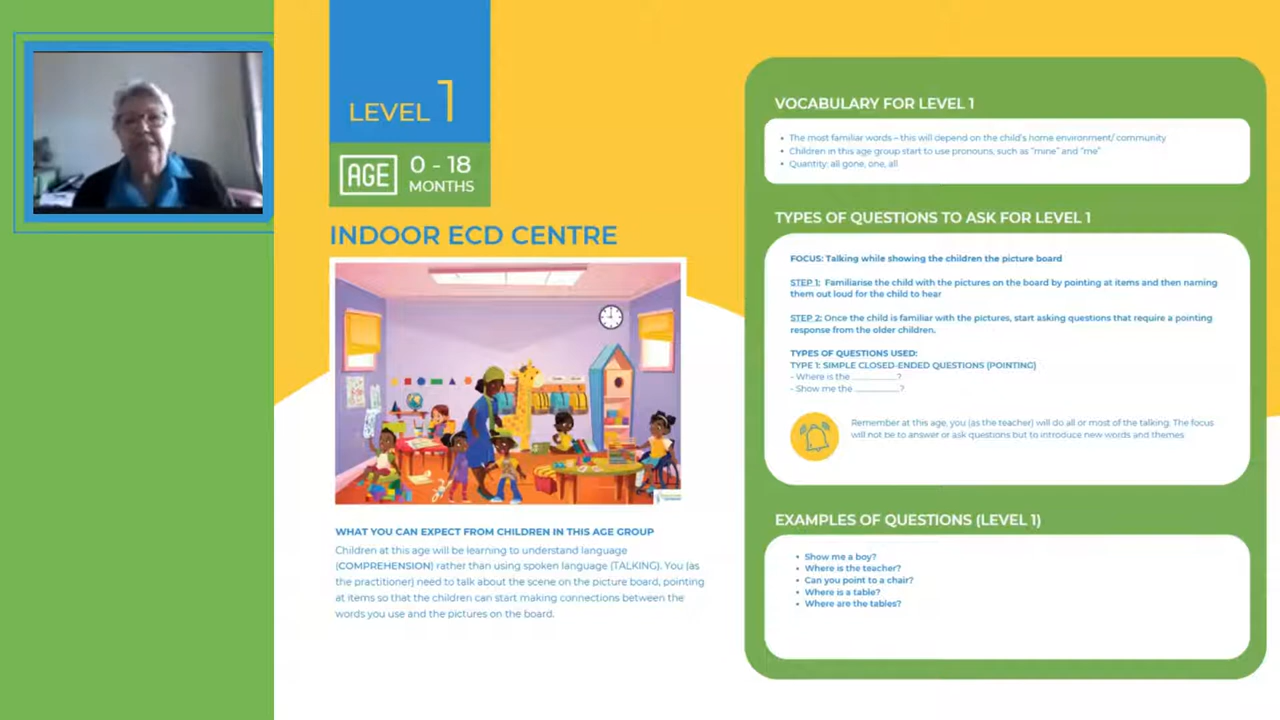 LEVEL 1
AGE
0 - 18
MONTHS
INDOOR ECD CENTRE
WHAT YOU CAN EXPECT FROM CHILDREN IN THIS AGE GROUP
Children at this age will be learning to understand language
(COMPREHENSION) rather than using spoken language (TALKING). You (as
the practitioner) need to talk about the scene on the picture board, pointing
at items so that the children can start making connections between the
words you use and the pictures on the board.
VOCABULARY FOR LEVEL 1
• The most familiar words – this will depend on the child's home environment/ community
• Children in this age group start to use pronouns, such as "mine" and "me"
• Quantity: all gone, one, all
TYPES OF QUESTIONS TO ASK FOR LEVEL 1
FOCUS: Talking while showing the children the picture board
STEP 1: Familiarise the child with the pictures on the board by pointing at items and then naming
them out loud for the child to hear
STEP 2: Once the child is familiar with the pictures, start asking questions that require a pointing
response from the older children.
TYPES OF QUESTIONS USED:
TYPE 1: SIMPLE CLOSED-ENDED QUESTIONS (POINTING)
- Where is the __________?
- Show me the __________?
Remember at this age, you (as the teacher) will do all or most of the talking. The focus
will not be to answer or ask questions but to introduce new words and themes
EXAMPLES OF QUESTIONS (LEVEL 1)
• Show me a boy?
• Where is the teacher?
• Can you point to a chair?
• Where is a table?
• Where are the tables?